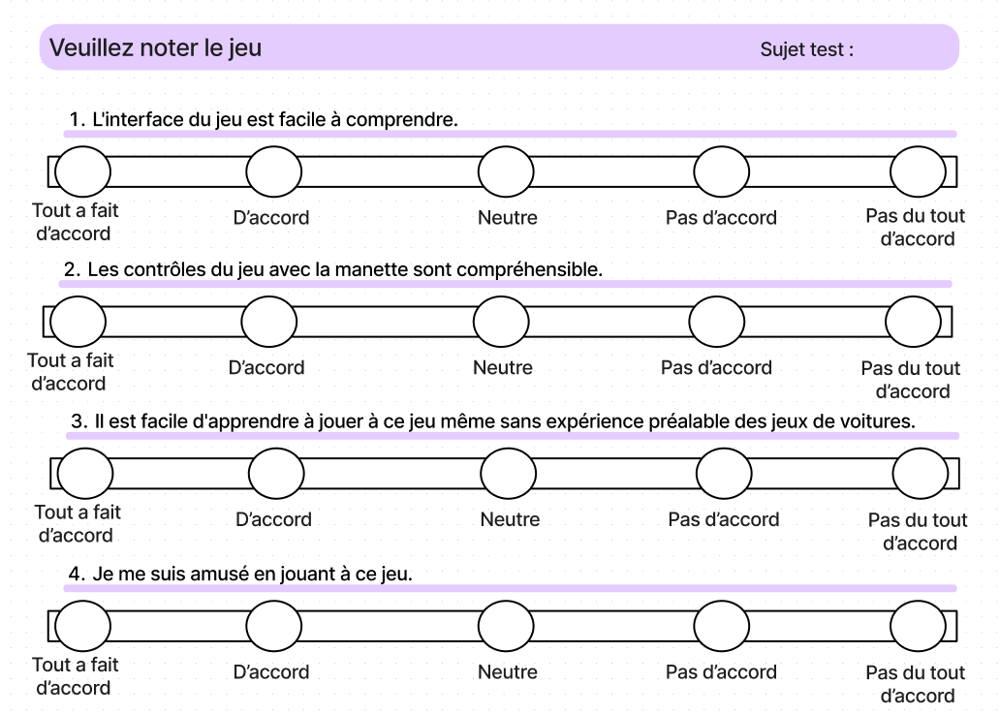 Veuillez noter le jeu Sujet test :
1. L'interface du jeu est facile à comprendre.
Tout a fait d’accord D’accord Neutre Pas d’accord Pas du tout d’accord
2. Les contrôles du jeu avec la manette sont compréhensible.
Tout a fait d’accord D’accord Neutre Pas d’accord Pas du tout d’accord
3. Il est facile d'apprendre à jouer à ce jeu même sans expérience préalable des jeux de voitures.
Tout a fait d’accord D’accord Neutre Pas d’accord Pas du tout d’accord
4. Je me suis amusé en jouant à ce jeu.
Tout a fait d’accord D’accord Neutre Pas d’accord Pas du tout d’accord